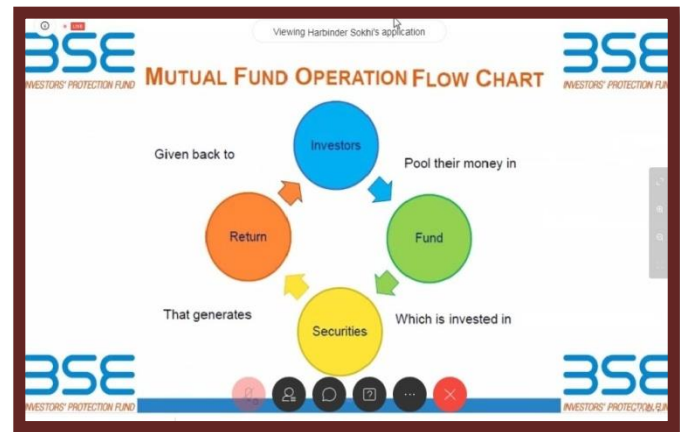 LIVE
Viewing Harbinder Sokhi's application
BSE
INVESTORS' PROTECTION FUND
MUTUAL FUND OPERATION FLOW CHART
BSE
INVESTORS' PROTECTION FUN
Investors
Given back to
Pool their money in
Return
Fund
That generates
Which is invested in
Securities
BSE
INVESTORS' PROTECTION FUND
BSE
INVESTORS' PROTECTION